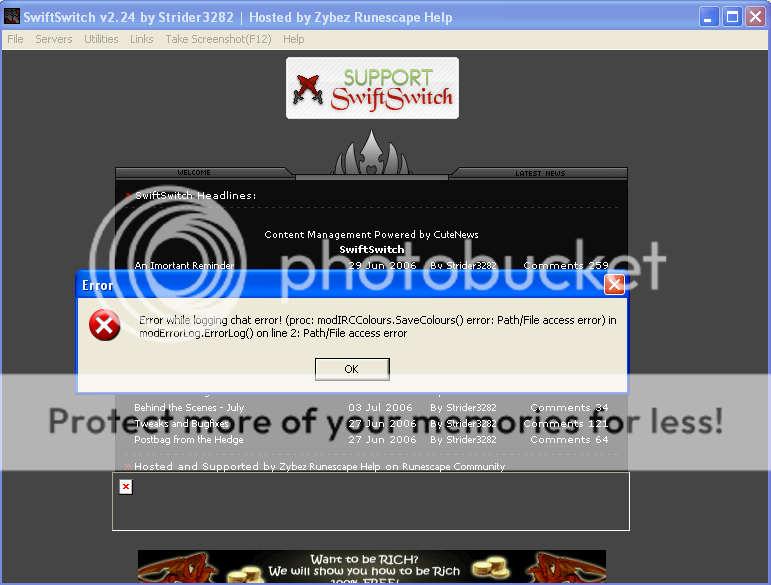 SwiftSwitch v2.24 by Strider3282 | Hosted by Zybez Runescape Help
File Servers Utilities Links Take Screenshot(F12) Help
SUPPORT
SwiftSwitch
WELCOME
LATEST NEWS
SwiftSwitch Headlines:
Content Management Powered by CuteNews
SwiftSwitch
An Imortant Reminder 29 Jun 2006 By Strider3282 Comments 259
photobucket
Error
Error while logging chat error! (proc: modIRCColours.SaveColours() error: Path/File access error) in
modErrorLog.ErrorLog() on line 2: Path/File access error
OK
Behind the Scenes - July 03 Jul 2006 By Strider3282 Comments 34
Protect more of your memories for less!
Tweaks and Bugfixes 27 Jun 2006 By Strider3282 Comments 121
Postbag from the Hedge 27 Jun 2006 By Strider3282 Comments 64
Hosted and Supported by Zybez Runescape Help on Runescape Community
Want to be RICH?
We will show you how to be Rich
100% FREE!